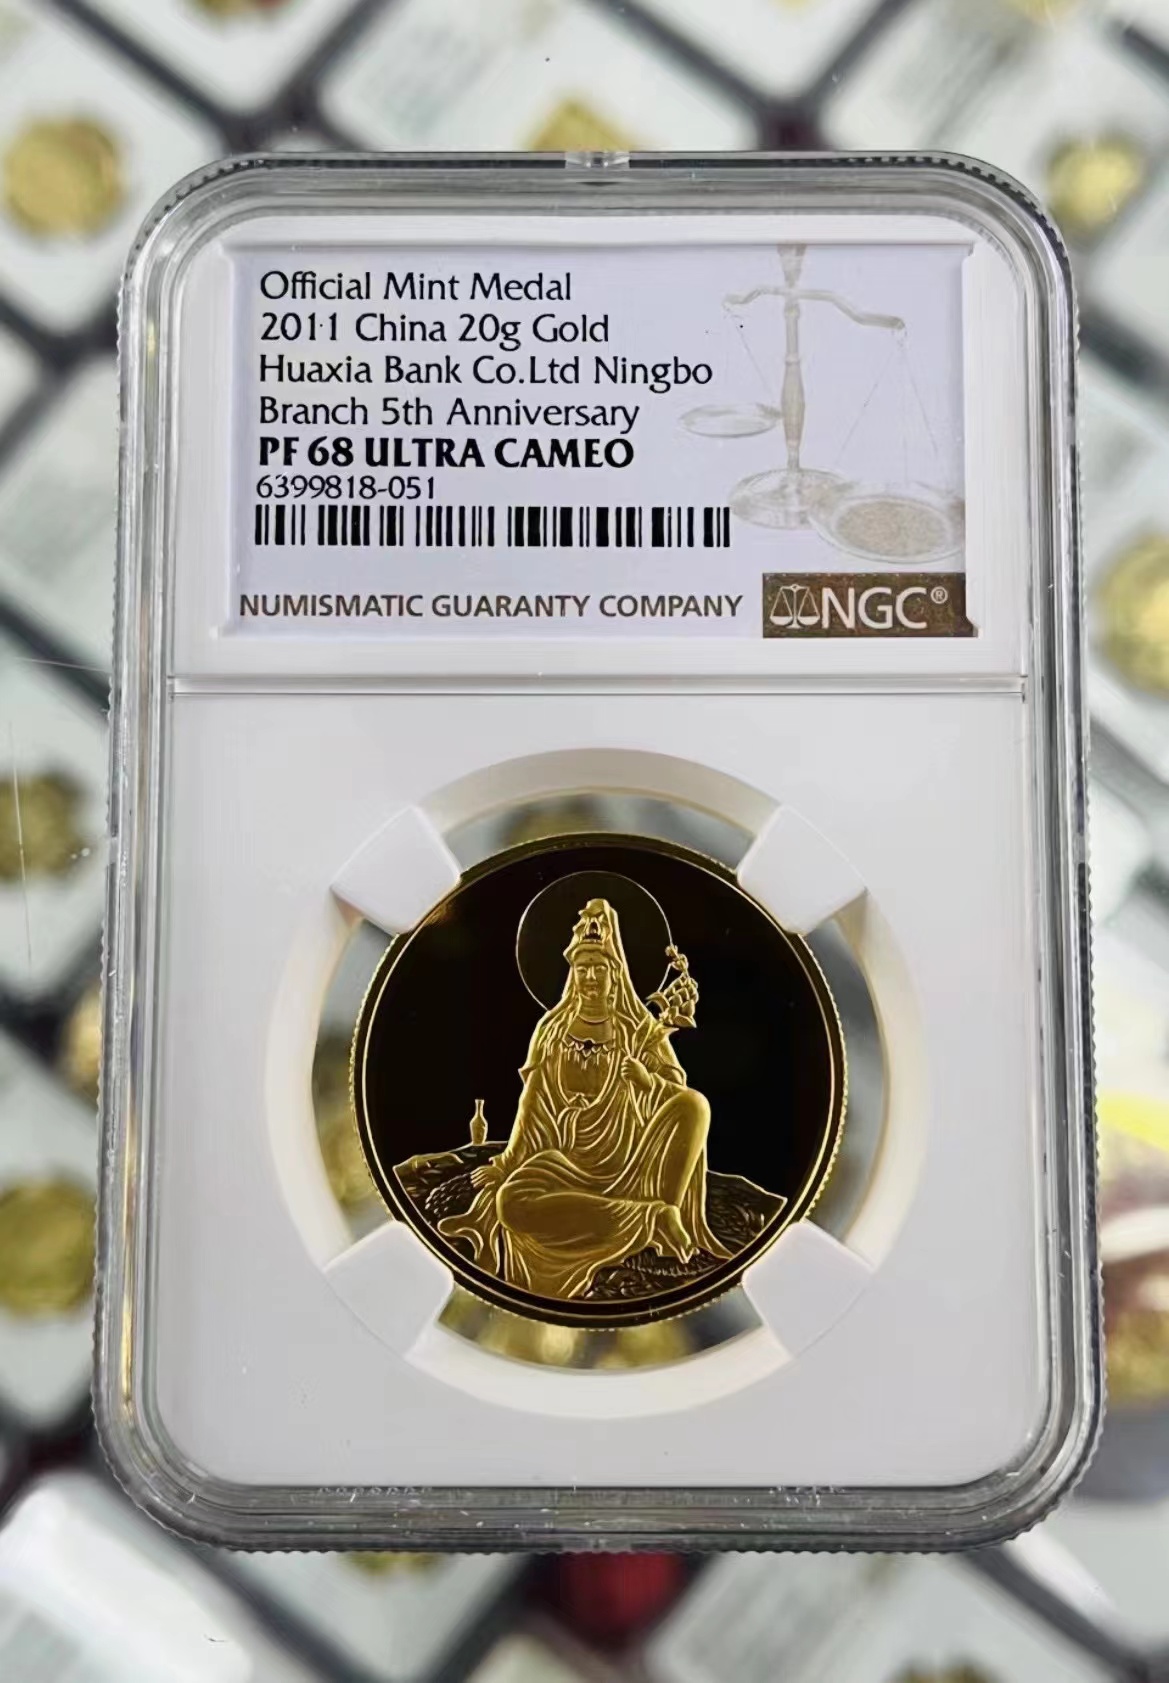 Official Mint Medal
2011 China 20g Gold
Huaxia Bank Co.Ltd Ningbo
Branch 5th Anniversary
PF 68 ULTRA CAMEO
6399818-051
NUMISMATIC GUARANTY COMPANY NGC®